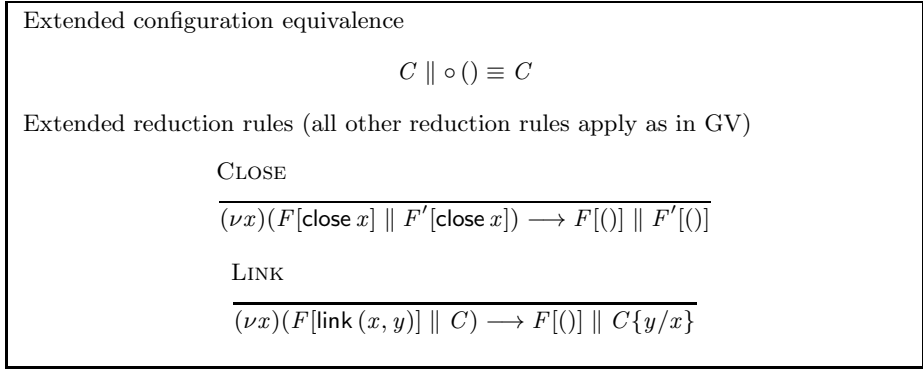 Extended configuration equivalence
C ∥ ∘ () ≡ C
Extended reduction rules (all other reduction rules apply as in GV)
CLOSE
(νx)(F[close x] ∥ F′[close x]) ⟶ F[()] ∥ F′[()]
LINK
(νx)(F[link (x, y)] ∥ C) ⟶ F[()] ∥ C{y/x}